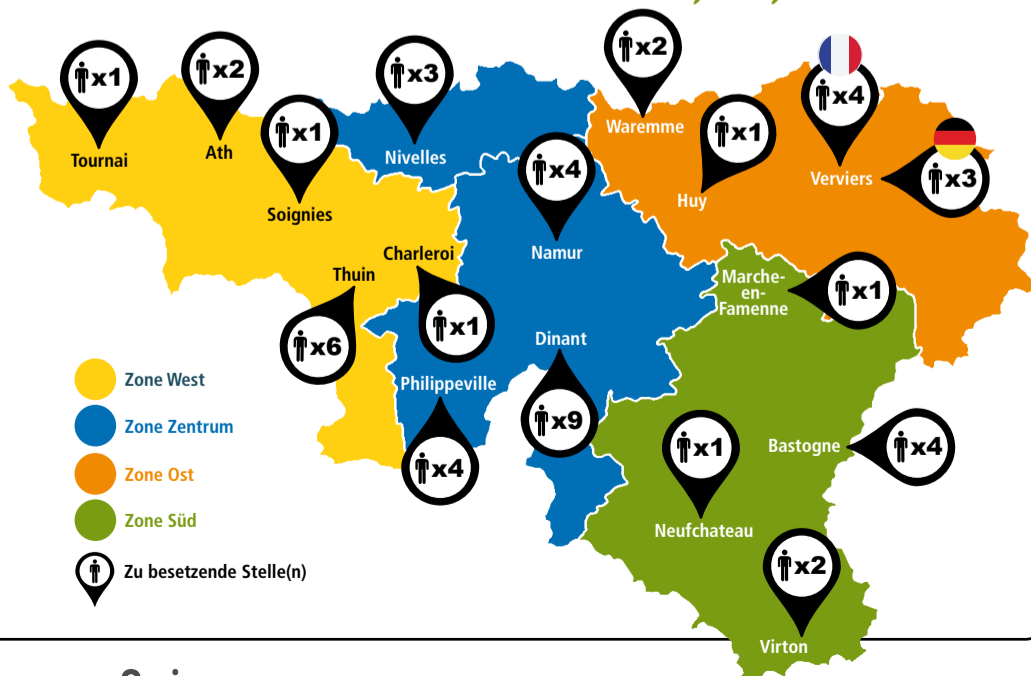 x1
Tournai
x2
Ath
x1
Soignies
x3
Nivelles
x2
Waremme
x1
Huy
x4
Verviers
x3
x4
Namur
Charleroi
x1
Thuin
x6
Marche-
en-
Famenne
x1
Dinant
x9
Philippeville
x4
x1
Neufchateau
Bastogne
x4
x2
Virton
Zone West
Zone Zentrum
Zone Ost
Zone Süd
Zu besetzende Stelle(n)